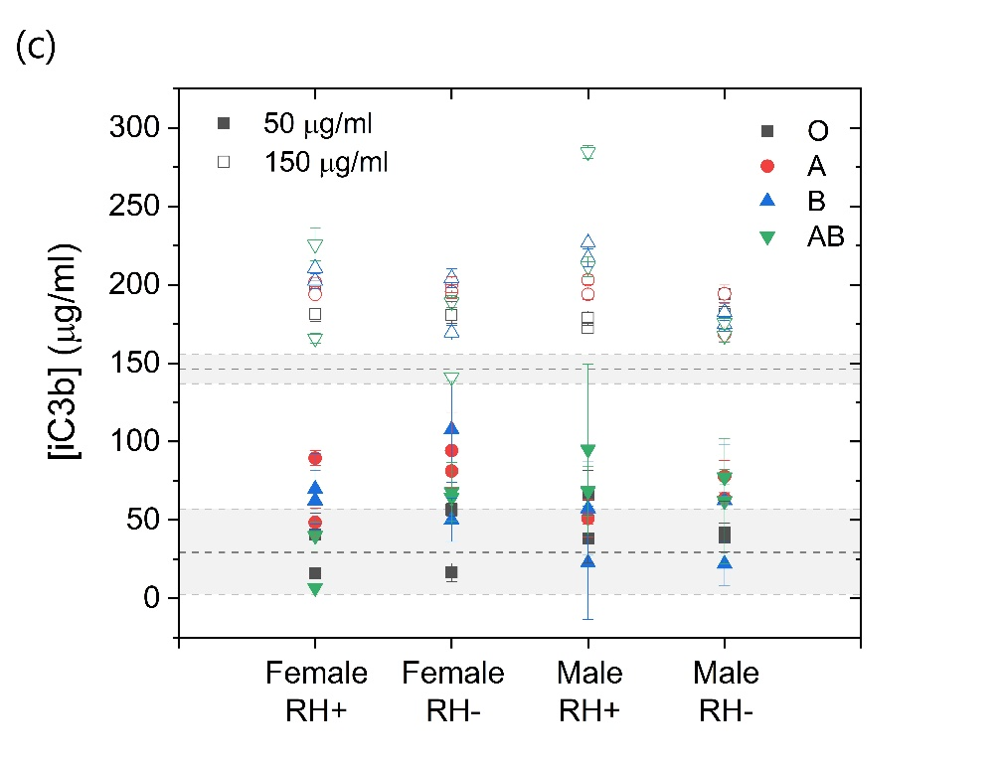 (c)
50 μg/ml
150 μg/ml
O
A
B
AB
[iC3b] (μg/ml)
300
250
200
150
100
50
0
Female RH+
Female RH-
Male RH+
Male RH-